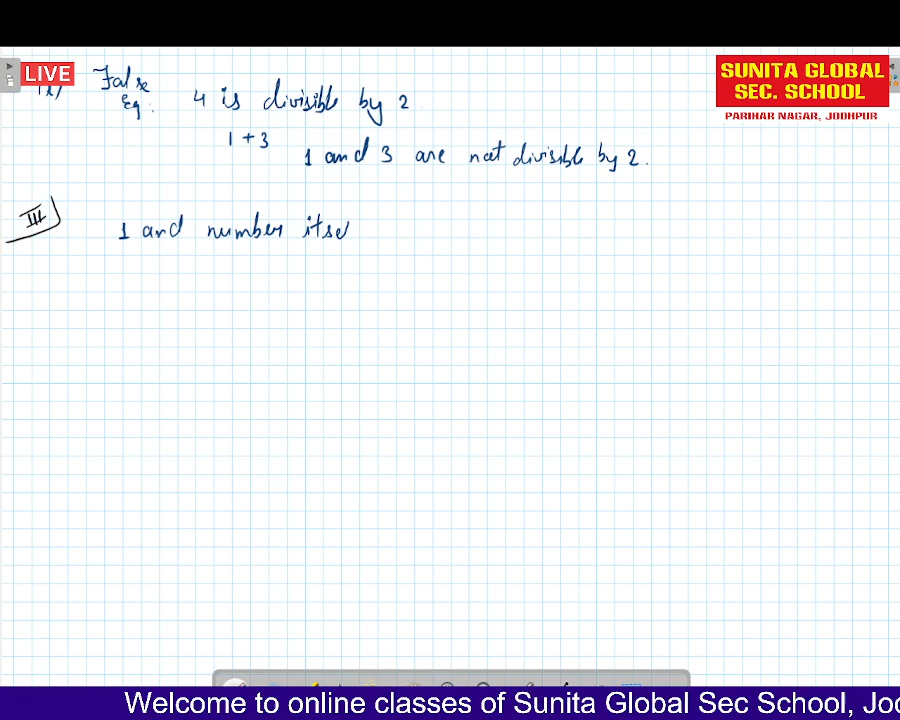 LIVE
SUNITA GLOBAL
SEC. SCHOOL
PARIHAR NAGAR, JODHPUR
False
Eg: 4 is divisible by 2
1 + 3
1 and 3 are not divisible by 2.
III) 1 and number itse
Welcome to online classes of Sunita Global Sec School, Joo